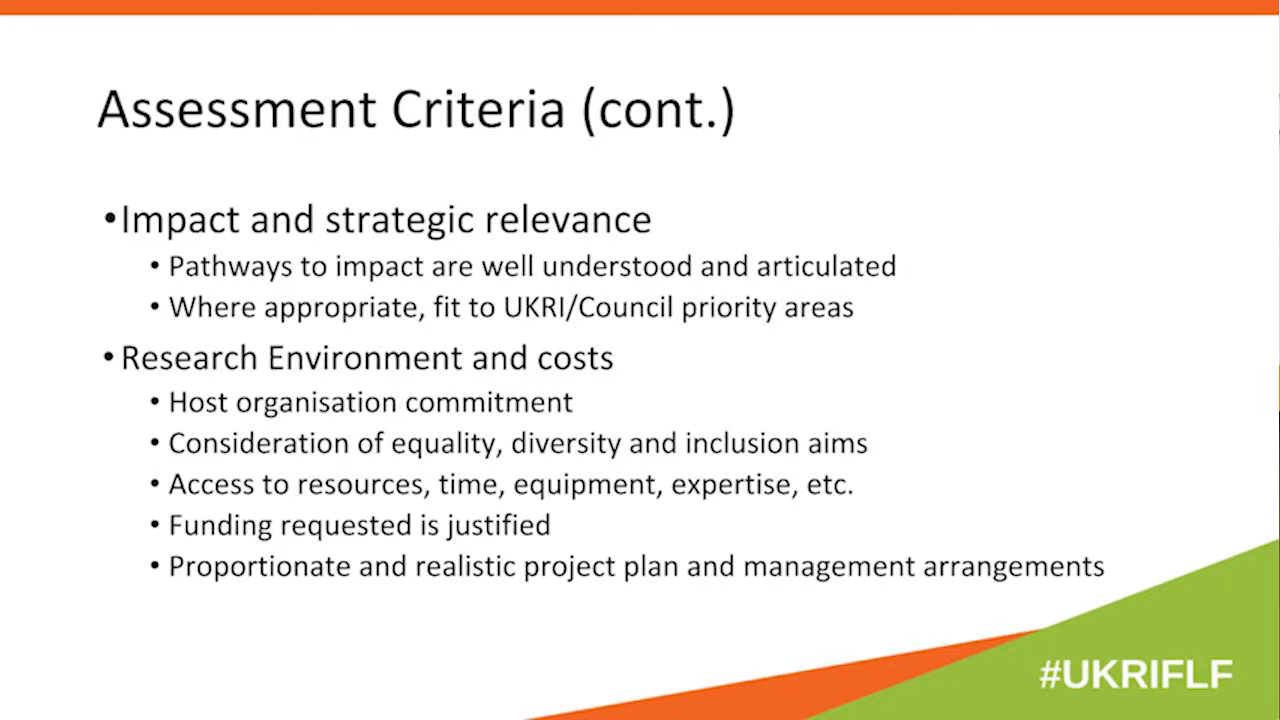 Assessment Criteria (cont.)
•Impact and strategic relevance
• Pathways to impact are well understood and articulated
• Where appropriate, fit to UKRI/Council priority areas
• Research Environment and costs
• Host organisation commitment
• Consideration of equality, diversity and inclusion aims
• Access to resources, time, equipment, expertise, etc.
• Funding requested is justified
• Proportionate and realistic project plan and management arrangements
#UKRIFLF